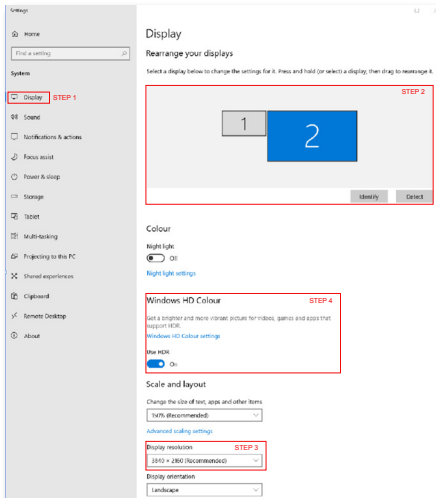 Settings
Home
Find a setting
System
Display STEP 1
Sound
Notifications & actions
Focus assist
Power & sleep
Storage
Tablet
Multi-tasking
Projecting to this PC
Shared experiences
Clipboard
Remote Desktop
About
Display
Rearrange your displays
Select a display below to change the settings for it. Press and hold (or select) a display, then drag to rearrange it.
STEP 2
1
2
Identify Detect
Colour
Night light
Off
Night light settings
Windows HD Colour STEP 4
Get a brighter and more vibrant picture for videos, games and apps that
support HDR.
Windows HD Colour settings
Use HDR
On
Scale and layout
Change the size of text, apps and other items
150% (Recommended)
Advanced scaling settings
Display resolution STEP 3
3840 × 2160 (Recommended)
Display orientation
Landscape